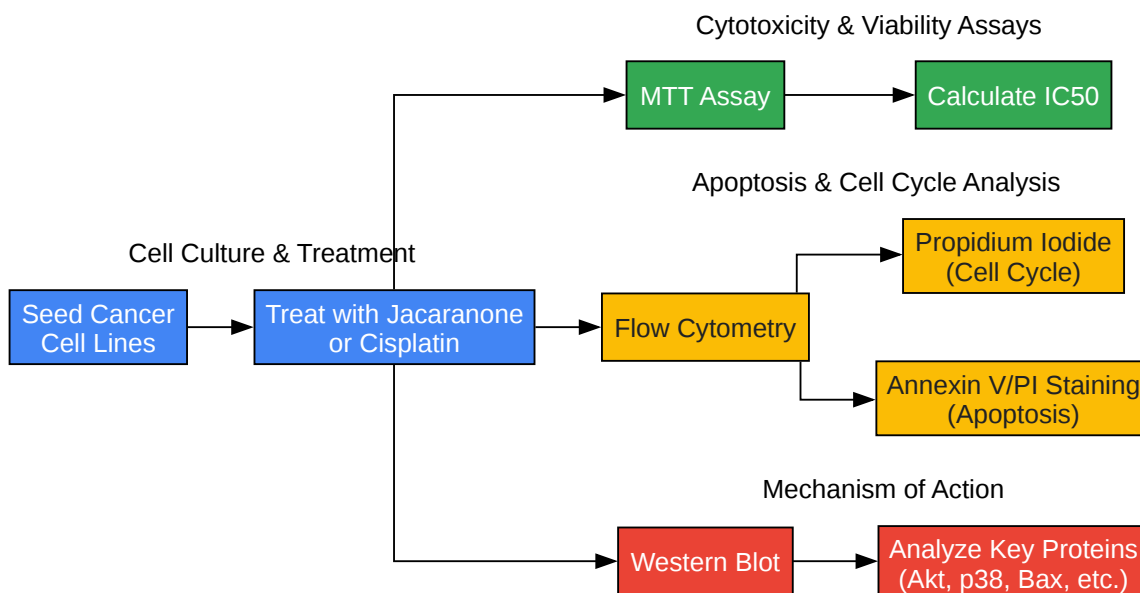 Cytotoxicity & Viability Assays
MTT Assay
Calculate IC50
Apoptosis & Cell Cycle Analysis
Cell Culture & Treatment
Seed Cancer
Cell Lines
Treat with Jacaranone
or Cisplatin
Flow Cytometry
Propidium Iodide
(Cell Cycle)
Annexin V/PI Staining
(Apoptosis)
Mechanism of Action
Western Blot
Analyze Key Proteins
(Akt, p38, Bax, etc.)